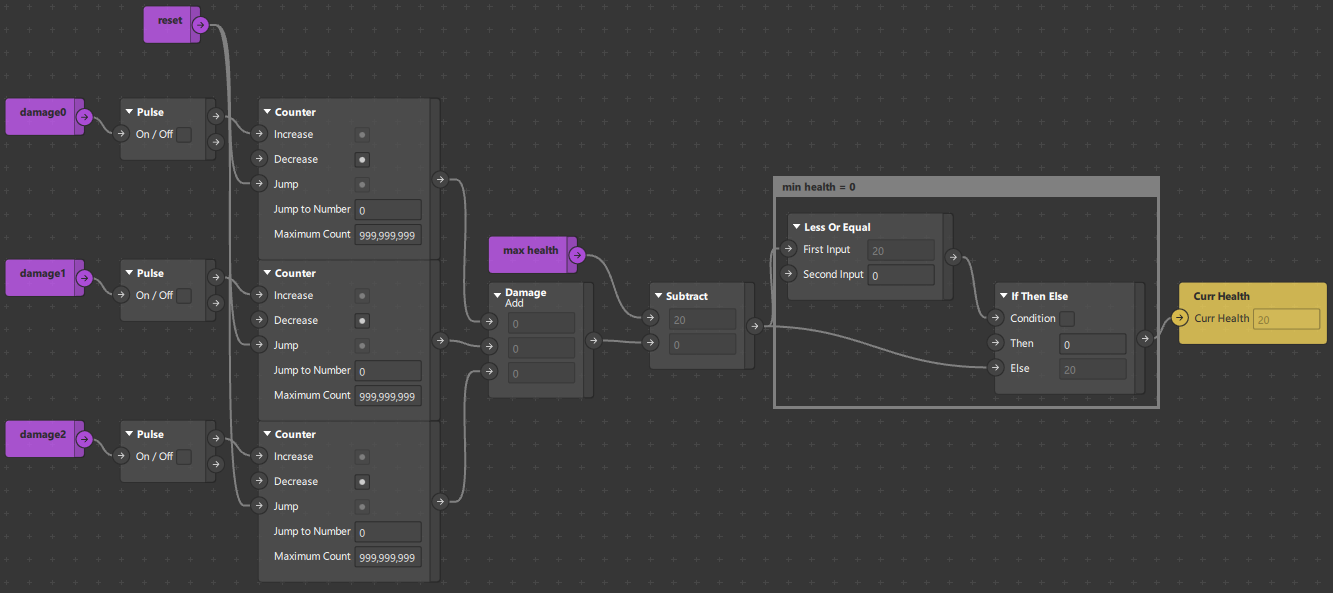 reset
damage0
Pulse
On / Off
Counter
Increase
Decrease
Jump
Jump to Number 0
Maximum Count 999,999,999
damage1
Pulse
On / Off
Counter
Increase
Decrease
Jump
Jump to Number 0
Maximum Count 999,999,999
damage2
Pulse
On / Off
Counter
Increase
Decrease
Jump
Jump to Number 0
Maximum Count 999,999,999
max health
Damage
Add
0
0
0
Subtract
20
0
min health = 0
Less Or Equal
First Input 20
Second Input 0
If Then Else
Condition
Then 0
Else 20
Curr Health
Curr Health 20